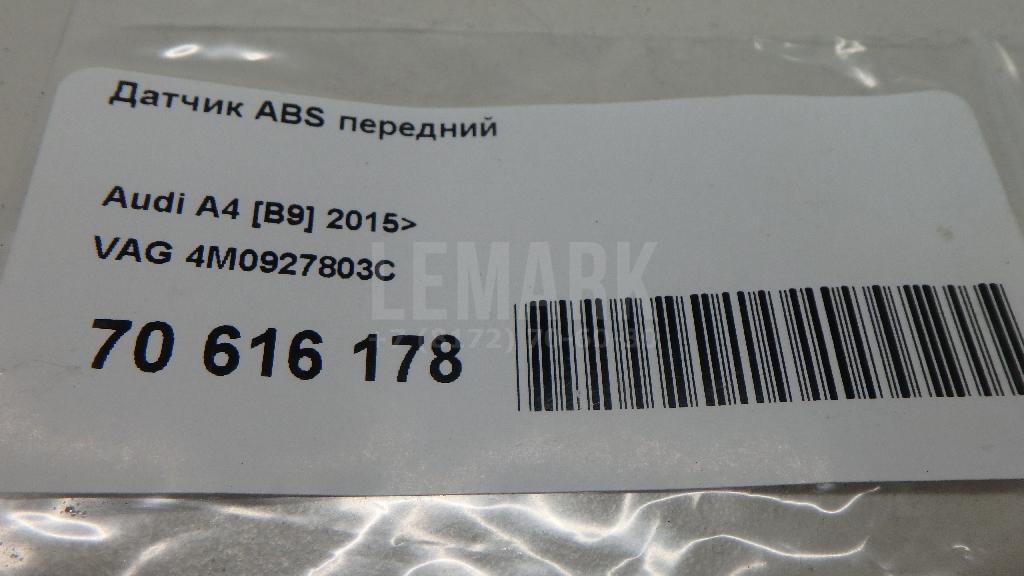 Датчик ABS передний
Audi A4 [B9] 2015>
VAG 4M0927803C
LEMARK
70 616 178